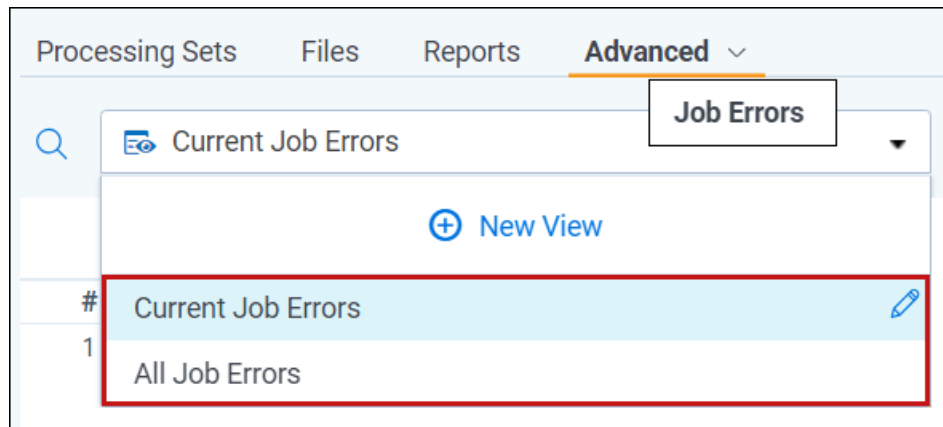 Processing Sets Files Reports Advanced
Job Errors
Current Job Errors
New View
#
Current Job Errors
1
All Job Errors